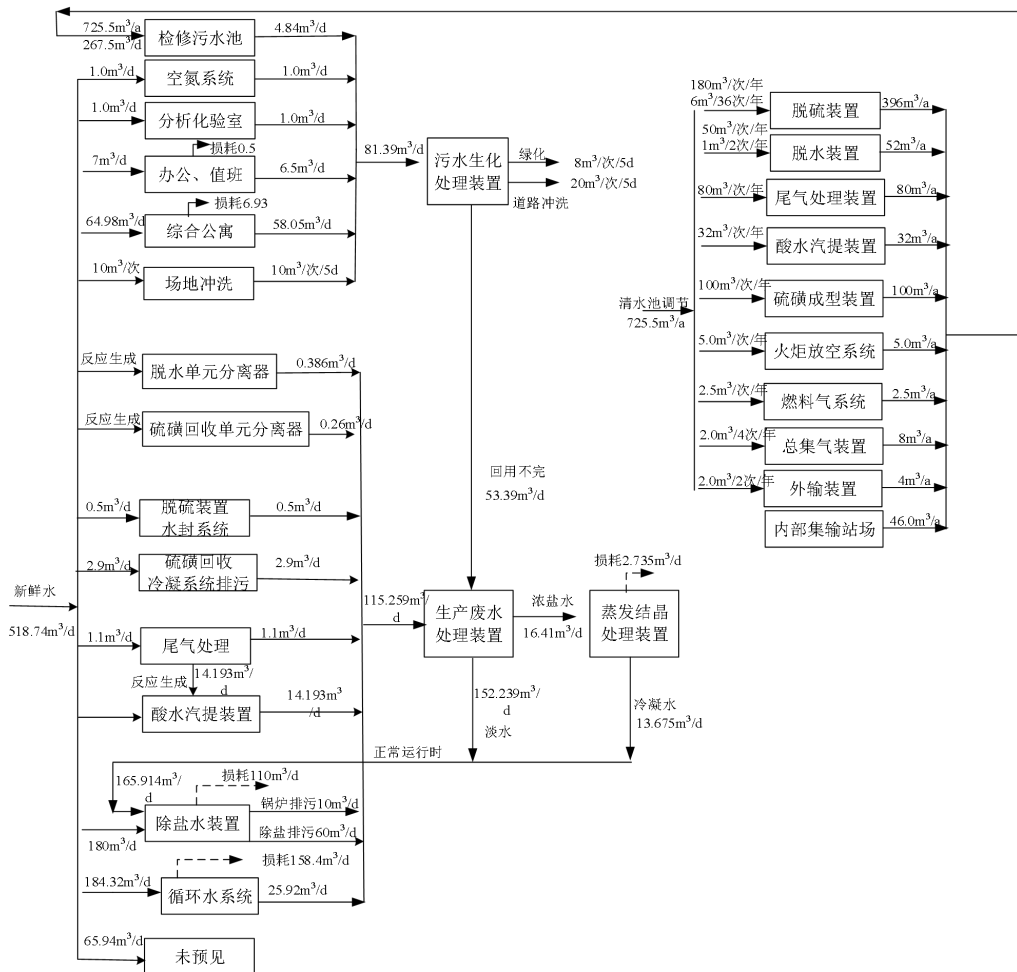 725.5m³/a
267.5m³/d
检修污水池
4.84m³/d
1.0m³/d
空氮系统
1.0m³/d
1.0m³/d
分析化验室
1.0m³/d
损耗0.5
7m³/d
办公、值班
6.5m³/d
损耗6.93
64.98m³/d
综合公寓
58.05m³/d
10m³/次
场地冲洗
10m³/次/5d
81.39m³/d
污水生化
处理装置
绿化
8m³/次/5d
20m³/次/5d
道路冲洗
180m³/次/年
6m³/36次/年
脱硫装置
396m³/a
50m³/次/年
1m³/2次/年
脱水装置
52m³/a
80m³/次/年
尾气处理装置
80m³/a
32m³/次/年
酸水汽提装置
32m³/a
清水池调节
725.5m³/a
100m³/次/年
硫磺成型装置
100m³/a
5.0m³/次/年
火炬放空系统
5.0m³/a
2.5m³/次/年
燃料气系统
2.5m³/a
2.0m³/4次/年
总集气装置
8m³/a
2.0m³/2次/年
外输装置
4m³/a
内部集输站场
46.0m³/a
反应生成
脱水单元分离器
0.386m³/d
反应生成
硫磺回收单元分离器
0.26m³/d
回用不完
53.39m³/d
0.5m³/d
脱硫装置
水封系统
0.5m³/d
2.9m³/d
硫磺回收
冷凝系统排污
2.9m³/d
新鲜水
518.74m³/d
1.1m³/d
尾气处理
1.1m³/d
反应生成
14.193m³/
d
酸水汽提装置
14.193m³
/d
115.259m³/
d
生产废水
处理装置
浓盐水
16.41m³/d
损耗2.735m³/d
蒸发结晶
处理装置
152.239m³/
d
淡水
冷凝水
13.675m³/d
正常运行时
165.914m³/
d
损耗110m³/d
除盐水装置
锅炉排污10m³/d
除盐排污60m³/d
180m³/d
损耗158.4m³/d
184.32m³/d
循环水系统
25.92m³/d
65.94m³/d
未预见